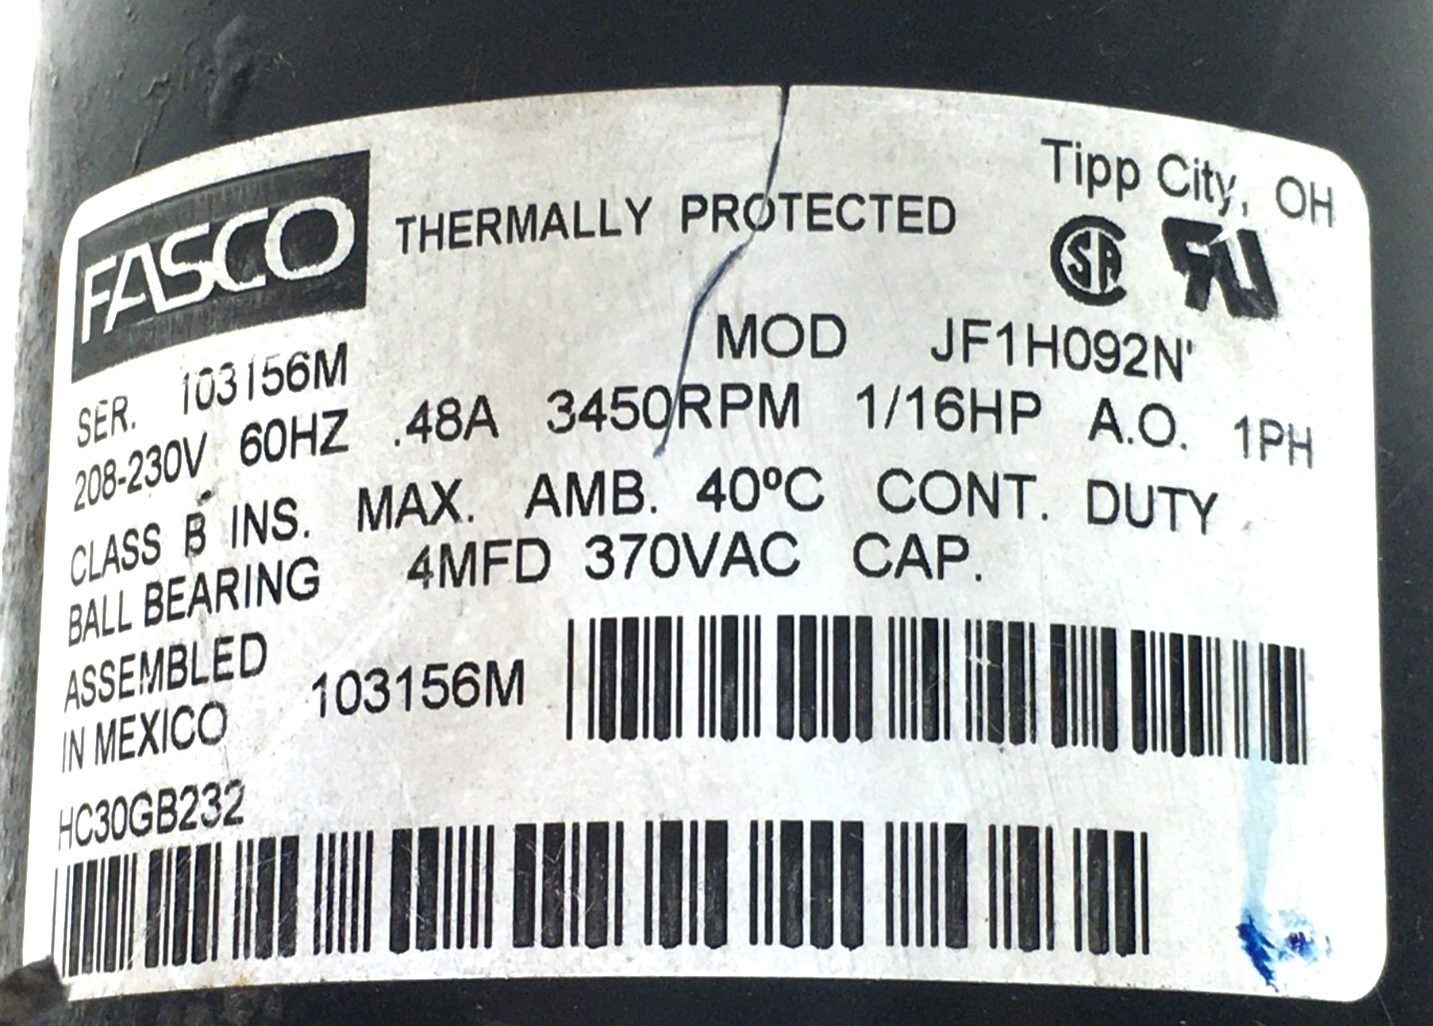 FASCO
THERMALLY PROTECTED
Tipp City, OH
SER. 103156M
MOD JF1H092N'
208-230V 60HZ .48A 3450RPM 1/16HP A.O. 1PH
CLASS B INS. MAX. AMB. 40ºC CONT. DUTY
BALL BEARING 4MFD 370VAC CAP.
ASSEMBLED
IN MEXICO
103156M
HC30GB232